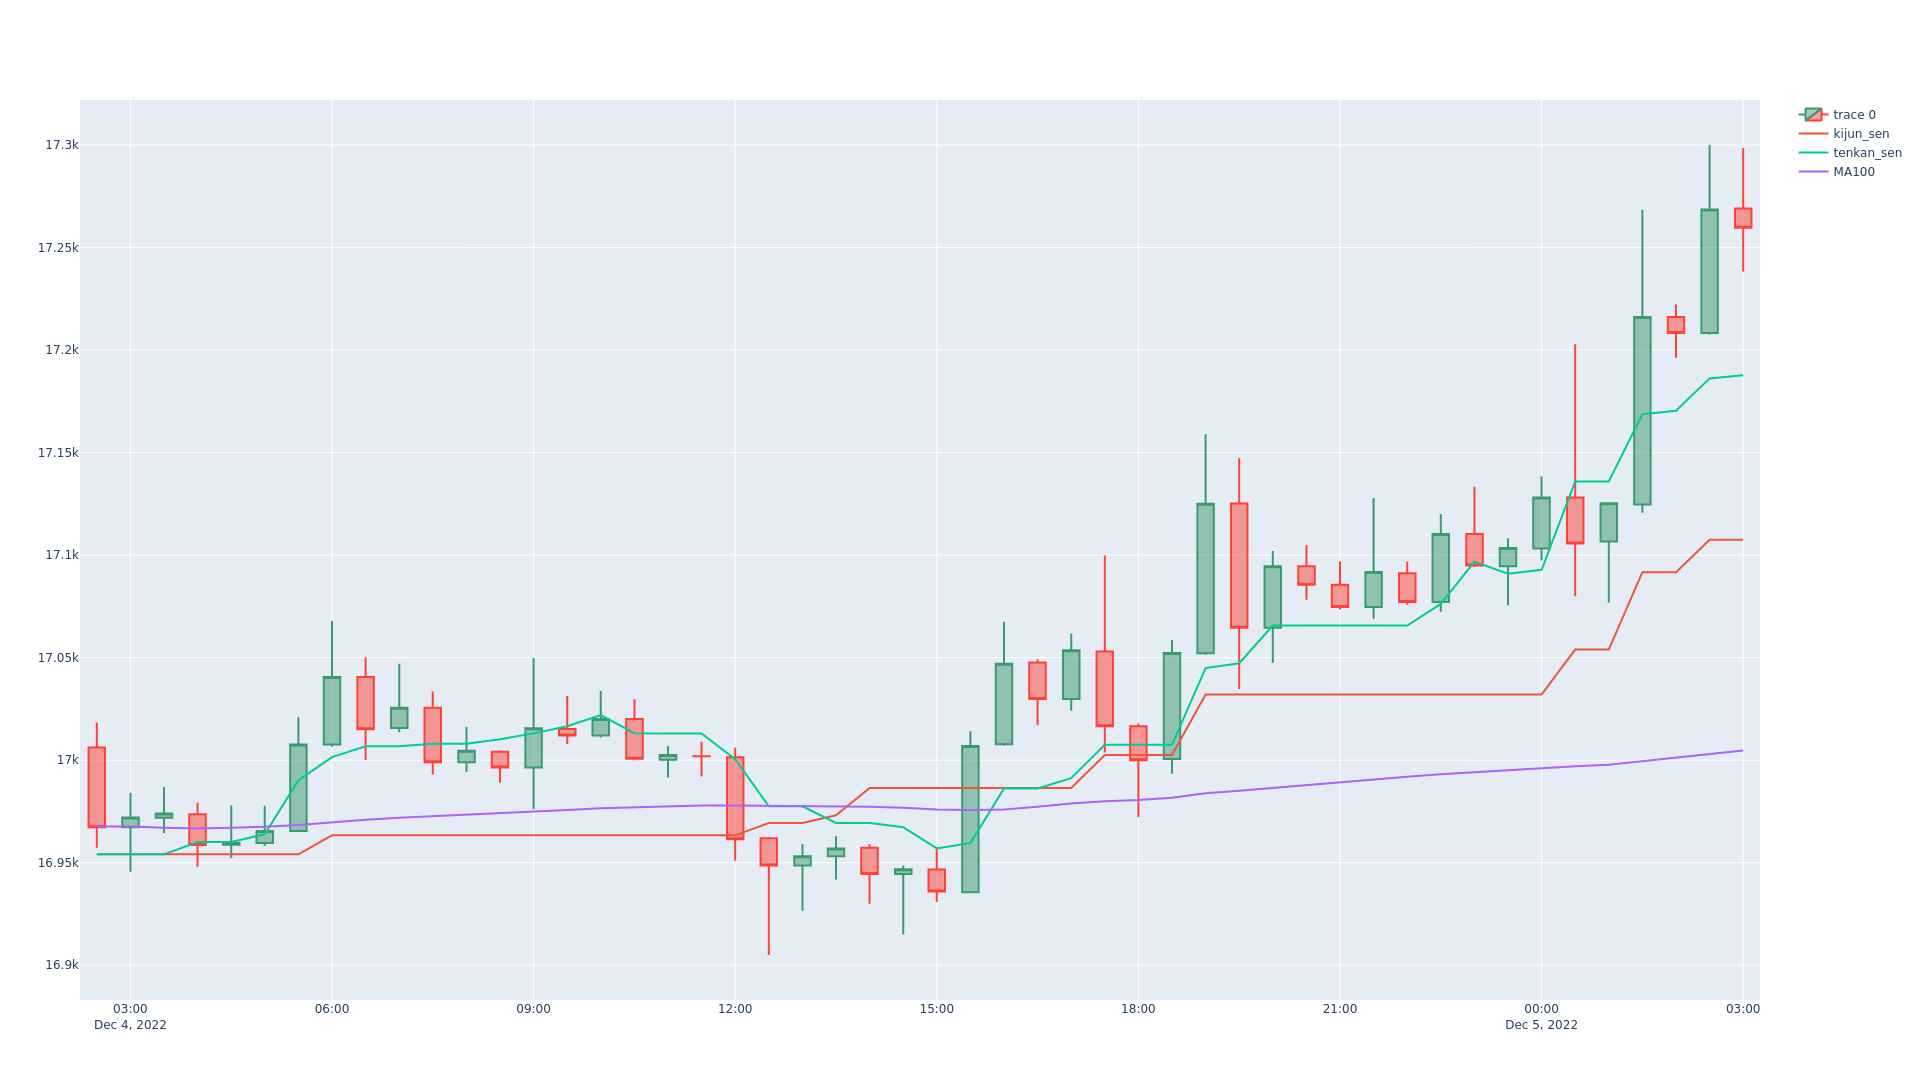 trace 0
kijun_sen
tenkan_sen
MA100
17.3k
17.25k
17.2k
17.15k
17.1k
17.05k
17k
16.95k
16.9k
03:00 06:00 09:00 12:00 15:00 18:00 21:00 00:00 03:00
Dec 4, 2022 Dec 5, 2022